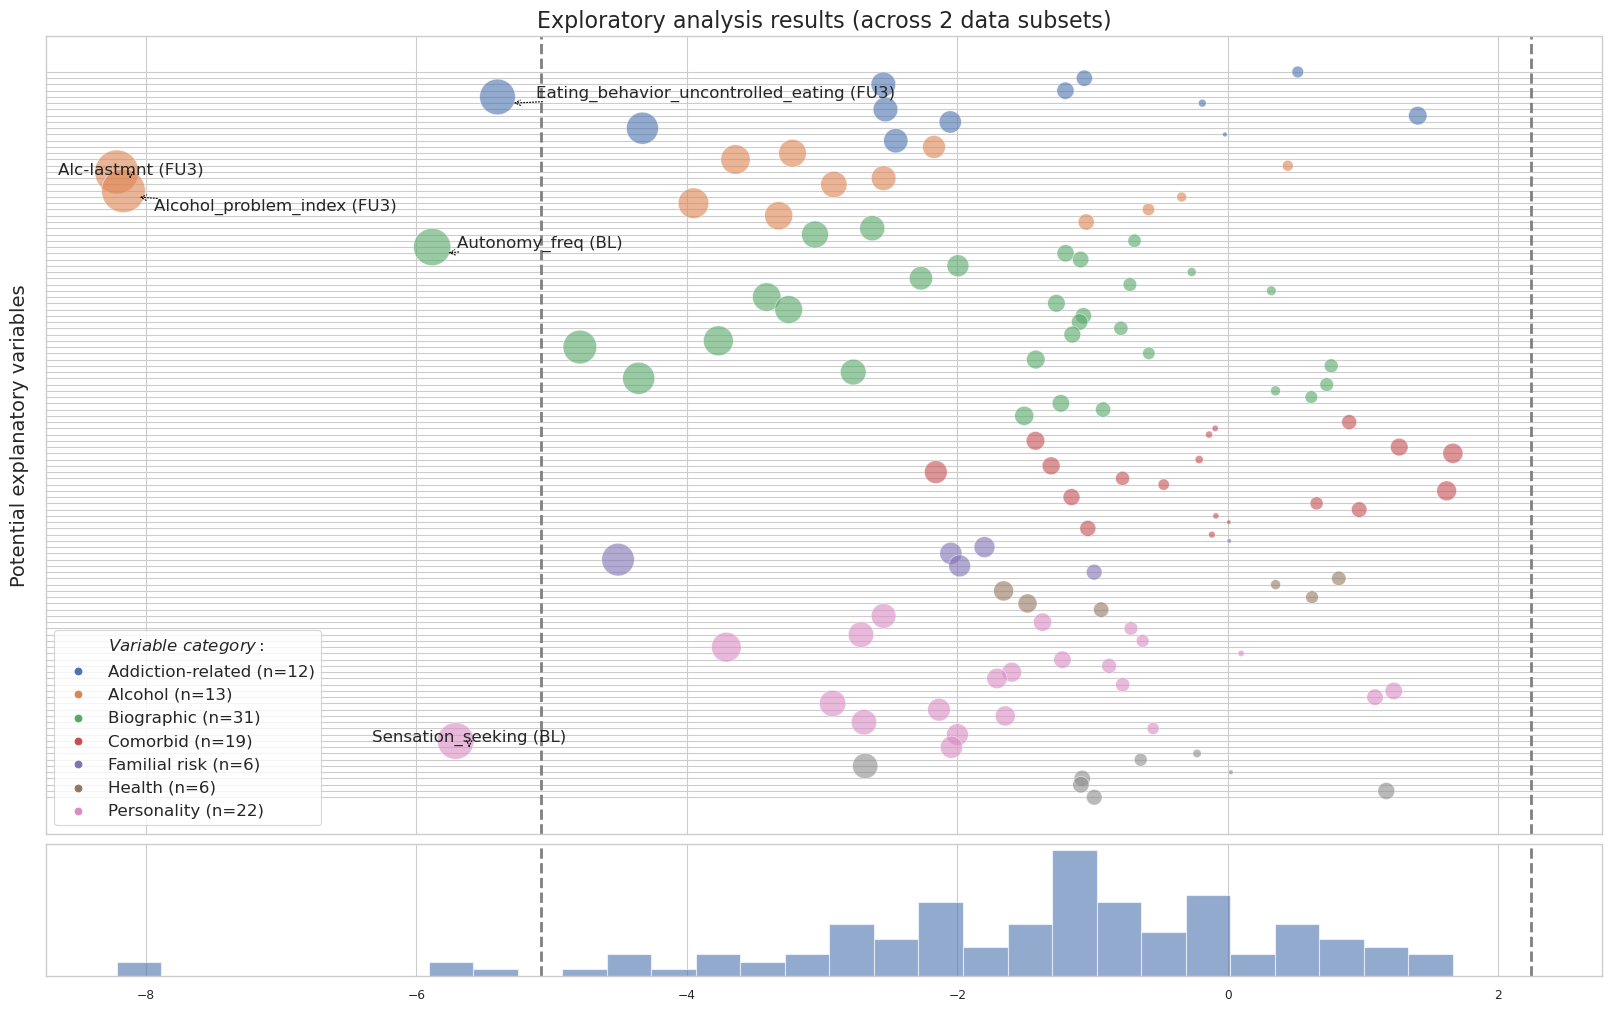 Exploratory analysis results (across 2 data subsets)
Potential explanatory variables
Eating_behavior_uncontrolled_eating (FU3)
Alc-lastmnt (FU3)
Alcohol_problem_index (FU3)
Autonomy_freq (BL)
Sensation_seeking (BL)
Variable category:
Addiction-related (n=12)
Alcohol (n=13)
Biographic (n=31)
Comorbid (n=19)
Familial risk (n=6)
Health (n=6)
Personality (n=22)
−8 −6 −4 −2 0 2